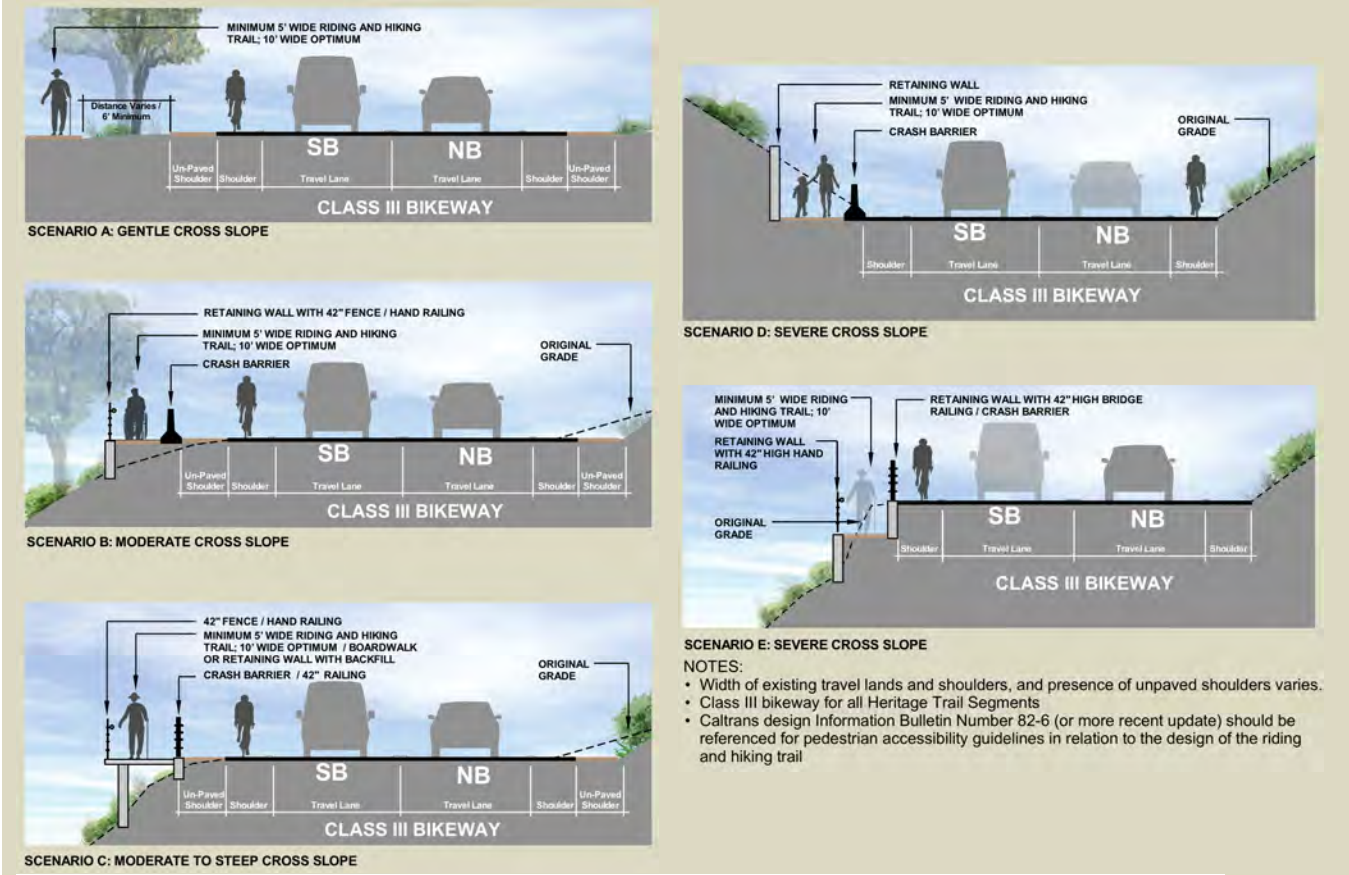 MINIMUM 5' WIDE RIDING AND HIKING
TRAIL; 10' WIDE OPTIMUM
Distance Varies /
6' Minimum
SB
NB
Un-Paved
Shoulder
Shoulder
Travel Lane
Travel Lane
Shoulder
Un-Paved
Shoulder
CLASS III BIKEWAY
SCENARIO A: GENTLE CROSS SLOPE
RETAINING WALL WITH 42" FENCE / HAND RAILING
MINIMUM 5' WIDE RIDING AND HIKING
TRAIL; 10' WIDE OPTIMUM
CRASH BARRIER
ORIGINAL
GRADE
SB
NB
Un-Paved
Shoulder
Shoulder
Travel Lane
Travel Lane
Shoulder
Un-Paved
Shoulder
CLASS III BIKEWAY
SCENARIO B: MODERATE CROSS SLOPE
42" FENCE / HAND RAILING
MINIMUM 5' WIDE RIDING AND HIKING
TRAIL; 10' WIDE OPTIMUM / BOARDWALK
OR RETAINING WALL WITH BACKFILL
CRASH BARRIER / 42" RAILING
ORIGINAL
GRADE
SB
NB
Un-Paved
Shoulder
Shoulder
Travel Lane
Travel Lane
Shoulder
Un-Paved
Shoulder
CLASS III BIKEWAY
SCENARIO C: MODERATE TO STEEP CROSS SLOPE
RETAINING WALL
MINIMUM 5' WIDE RIDING AND HIKING
TRAIL; 10' WIDE OPTIMUM
CRASH BARRIER
ORIGINAL
GRADE
SB
NB
Shoulder
Travel Lane
Travel Lane
Shoulder
CLASS III BIKEWAY
SCENARIO D: SEVERE CROSS SLOPE
MINIMUM 5' WIDE RIDING
AND HIKING TRAIL; 10'
WIDE OPTIMUM
RETAINING WALL
WITH 42" HIGH HAND
RAILING
RETAINING WALL WITH 42" HIGH BRIDGE
RAILING / CRASH BARRIER
ORIGINAL
GRADE
SB
NB
Shoulder
Travel Lane
Travel Lane
Shoulder
CLASS III BIKEWAY
SCENARIO E: SEVERE CROSS SLOPE
NOTES:
• Width of existing travel lands and shoulders, and presence of unpaved shoulders varies.
• Class III bikeway for all Heritage Trail Segments
• Caltrans design Information Bulletin Number 82-6 (or more recent update) should be
referenced for pedestrian accessibility guidelines in relation to the design of the riding
and hiking trail